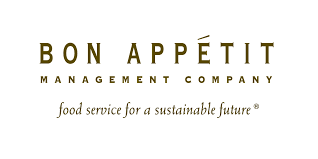 BON APPÉTIT
MANAGEMENT COMPANY
food service for a sustainable future®